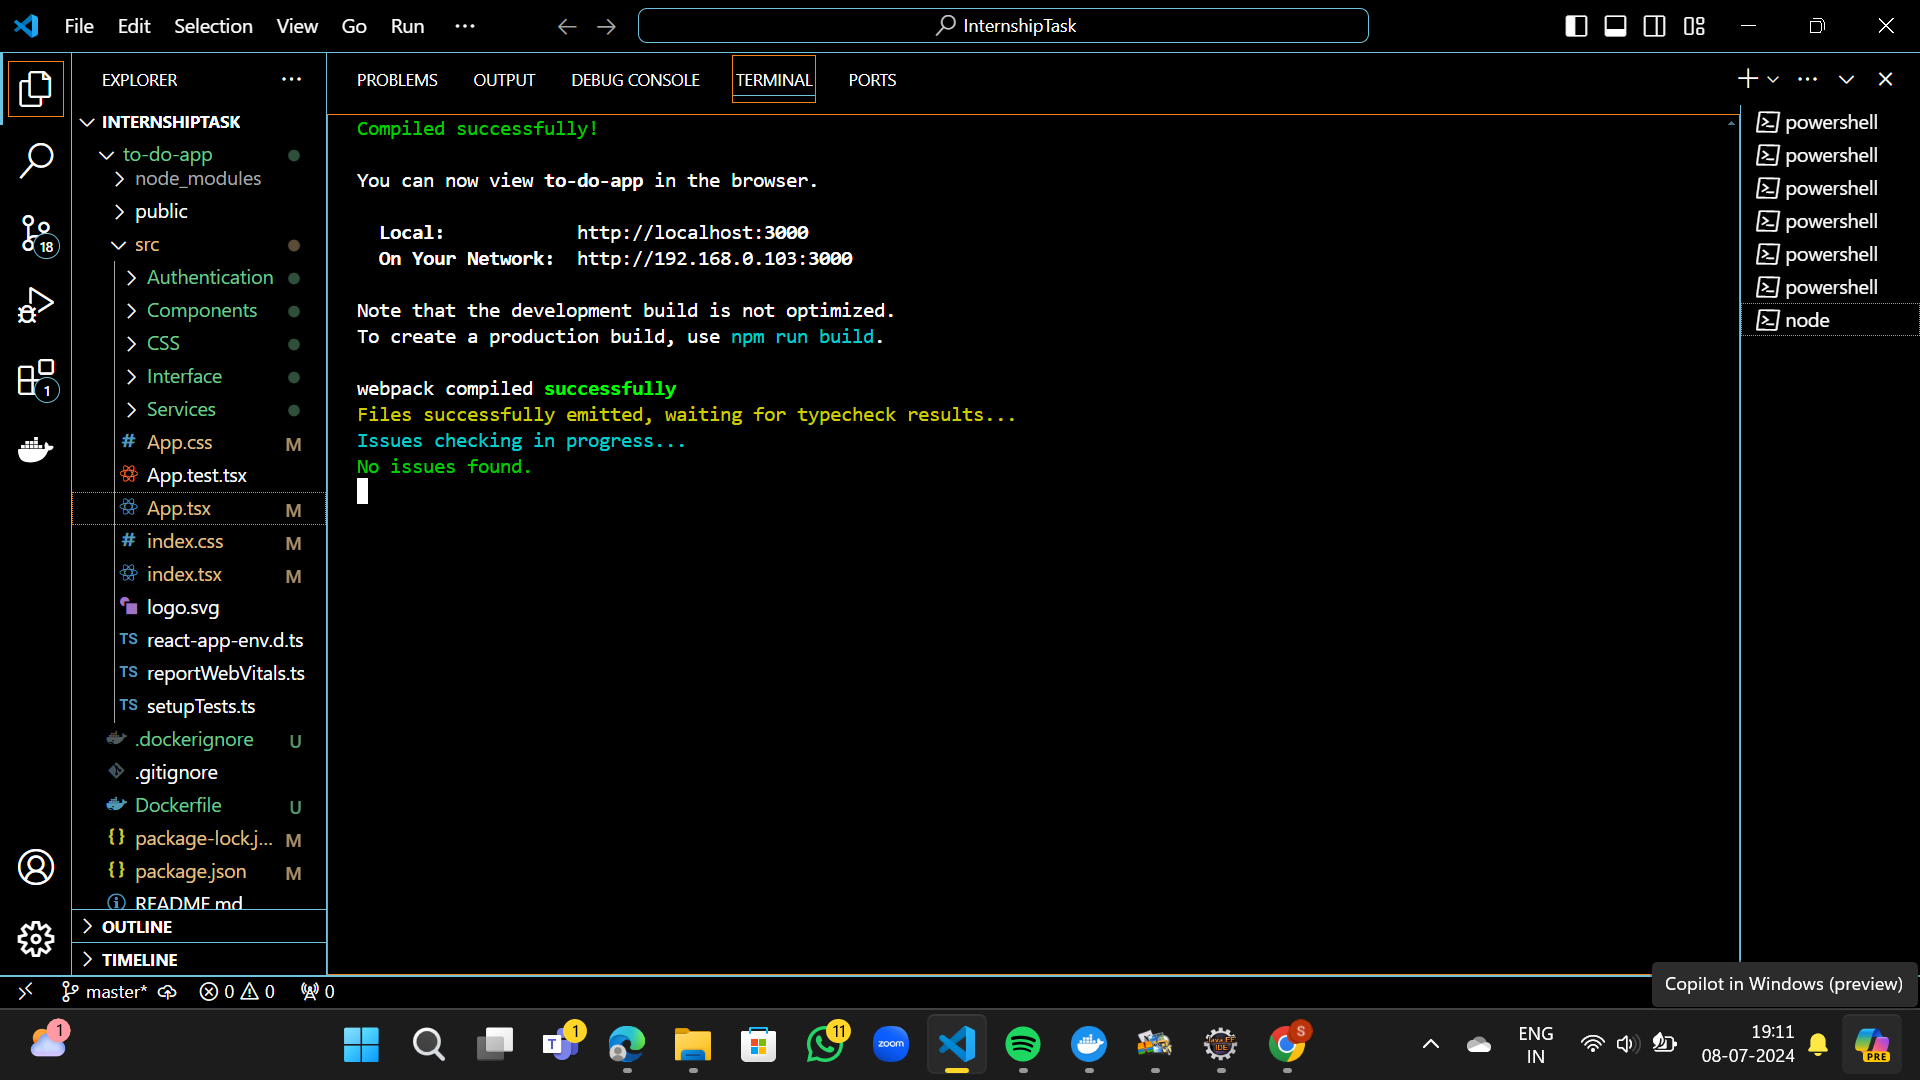 File Edit Selection View Go Run ···
InternshipTask
EXPLORER ···
INTERNSHIPTASK
to-do-app
node_modules
public
src
Authentication
Components
CSS
Interface
Services
# App.css M
App.test.tsx
App.tsx M
# index.css M
index.tsx M
logo.svg
TS react-app-env.d.ts
TS reportWebVitals.ts
TS setupTests.ts
.dockerignore U
.gitignore
Dockerfile U
{} package-lock.j... M
{} package.json M
README.md
OUTLINE
TIMELINE
18
1
PROBLEMS OUTPUT DEBUG CONSOLE TERMINAL PORTS
Compiled successfully!
You can now view to-do-app in the browser.
Local: http://localhost:3000
On Your Network: http://192.168.0.103:3000
Note that the development build is not optimized.
To create a production build, use npm run build.
webpack compiled successfully
Files successfully emitted, waiting for typecheck results...
Issues checking in progress...
No issues found.
powershell
powershell
powershell
powershell
powershell
powershell
node
master* 0 0 0
Copilot in Windows (preview)
1
T 1
11
zoom
Java EE
IDE
S
ENG
IN
19:11
08-07-2024
PRE